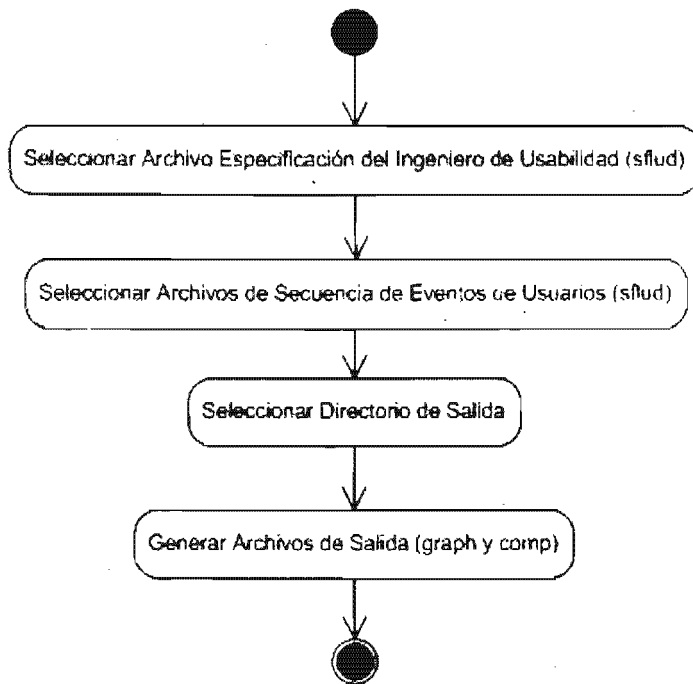 Seleccionar Archivo Especificación del Ingeniero de Usabilidad (sflud)
Seleccionar Archivos de Secuencia de Eventos de Usuarios (sflud)
Seleccionar Directorio de Salida
Generar Archivos de Salida (graph y comp)